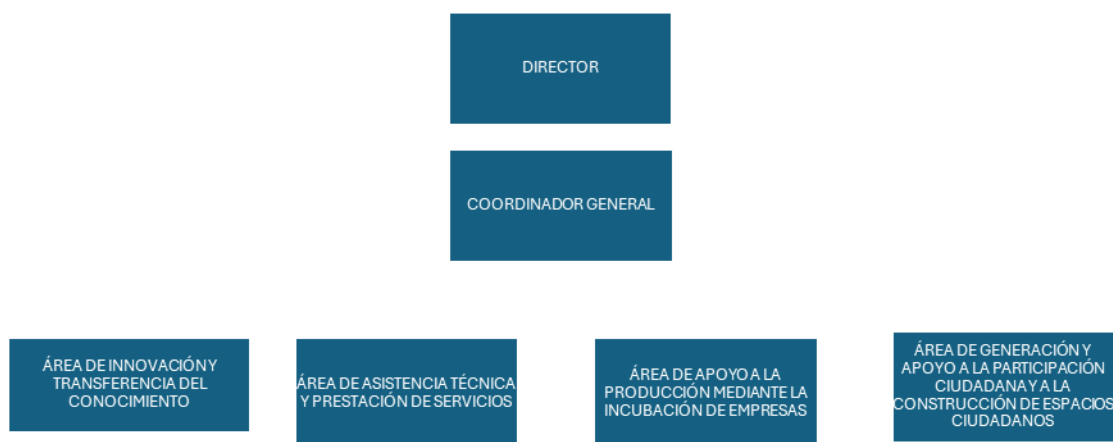 DIRECTOR
COORDINADOR GENERAL
ÁREA DE INNOVACIÓN Y
TRANSFERENCIA DEL
CONOCIMIENTO
ÁREA DE ASISTENCIA TÉCNICA
Y PRESTACIÓN DE SERVICIOS
ÁREA DE APOYO A LA
PRODUCCIÓN MEDIANTE LA
INCUBACIÓN DE EMPRESAS
ÁREA DE GENERACIÓN Y
APOYO A LA PARTICIPACIÓN
CIUDADANA Y A LA
CONSTRUCCIÓN DE ESPACIOS
CIUDADANOS